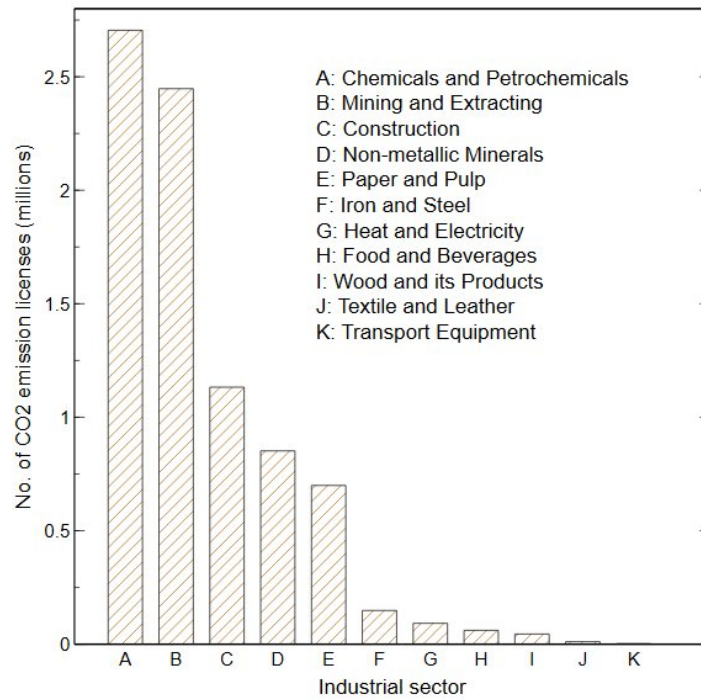 No. of CO2 emission licenses (millions)
2.5
2
1.5
1
0.5
0
A: Chemicals and Petrochemicals
B: Mining and Extracting
C: Construction
D: Non-metallic Minerals
E: Paper and Pulp
F: Iron and Steel
G: Heat and Electricity
H: Food and Beverages
I: Wood and its Products
J: Textile and Leather
K: Transport Equipment
A B C D E F G H I J K
Industrial sector